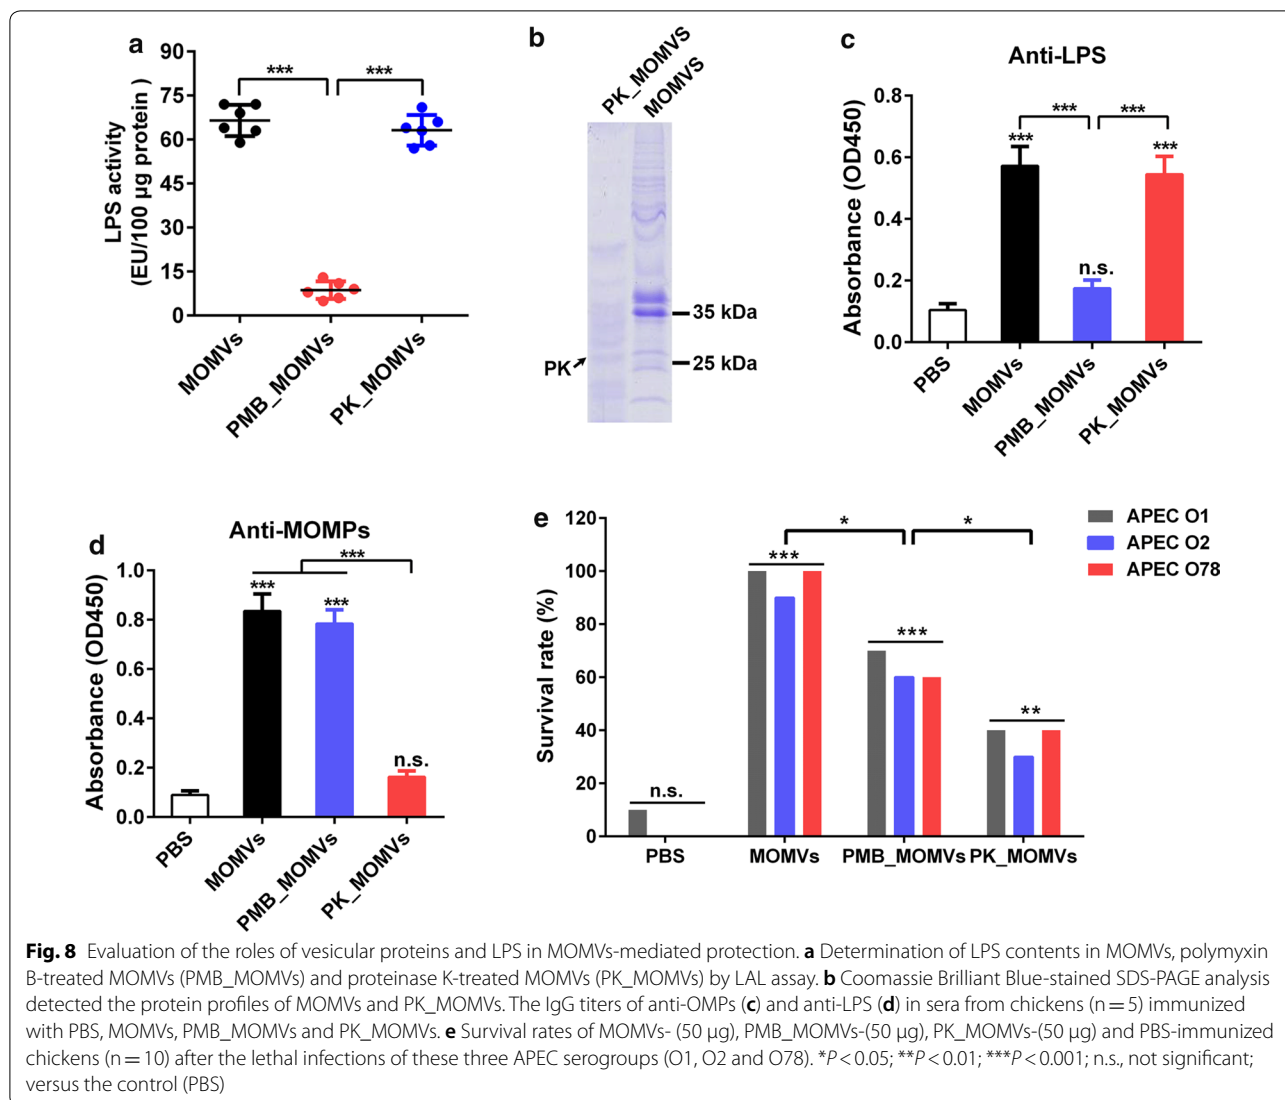 a
90
75
60
45
30
15
0
LPS activity
(EU/100 µg protein )
***
***
MOMVs
PMB_MOMVs
PK_MOMVs
b
PK_MOMVS
MOMVS
35 kDa
25 kDa
PK
c
Anti-LPS
0.8
0.6
0.4
0.2
0.0
Absorbance (OD450)
***
***
***
n.s.
***
PBS
MOMVs
PMB_MOMVs
PK_MOMVs
d
Anti-MOMPs
1.0
0.8
0.6
0.4
0.2
0.0
Absorbance (OD450)
***
***
***
n.s.
PBS
MOMVs
PMB_MOMVs
PK_MOMVs
e
120
100
80
60
40
20
0
Survival rate (%)
*
*
n.s.
***
***
**
PBS
MOMVs
PMB_MOMVs
PK_MOMVs
APEC O1
APEC O2
APEC O78
Fig. 8 Evaluation of the roles of vesicular proteins and LPS in MOMVs-mediated protection. a Determination of LPS contents in MOMVs, polymyxin
B-treated MOMVs (PMB_MOMVs) and proteinase K-treated MOMVs (PK_MOMVs) by LAL assay. b Coomassie Brilliant Blue-stained SDS-PAGE analysis
detected the protein profiles of MOMVs and PK_MOMVs. The IgG titers of anti-OMPs (c) and anti-LPS (d) in sera from chickens (n = 5) immunized
with PBS, MOMVs, PMB_MOMVs and PK_MOMVs. e Survival rates of MOMVs- (50 µg), PMB_MOMVs-(50 µg), PK_MOMVs-(50 µg) and PBS-immunized
chickens (n = 10) after the lethal infections of these three APEC serogroups (O1, O2 and O78). *P < 0.05; **P < 0.01; ***P < 0.001; n.s., not significant;
versus the control (PBS)